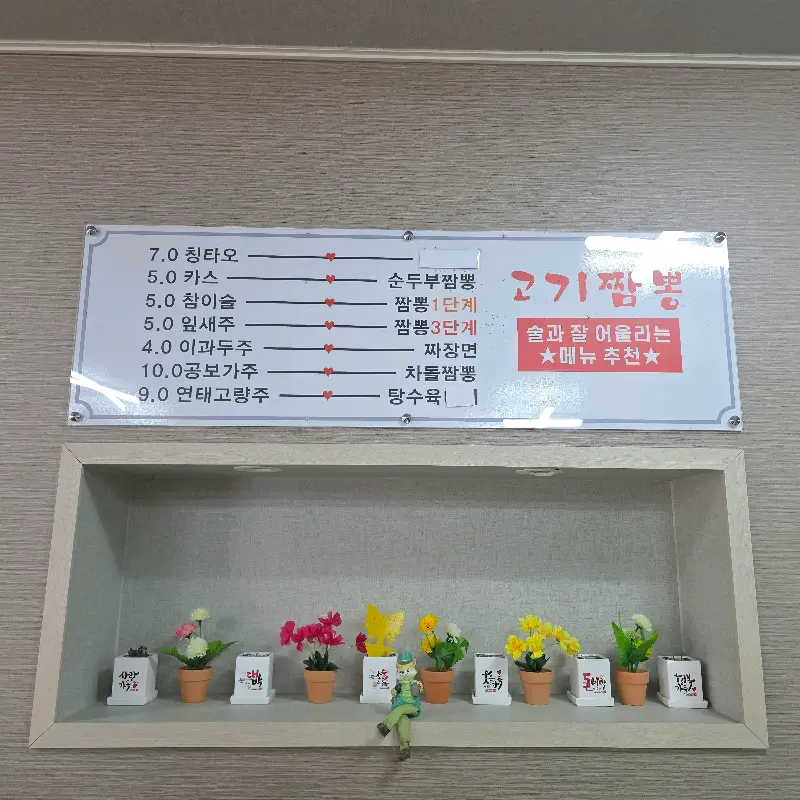 7.0 칭타오
5.0 카스 순두부짬뽕
5.0 참이슬 짬뽕1단계
5.0 잎새주 짬뽕3단계
4.0 이과두주 짜장면
10.0공보가주 차돌짬뽕
9.0 연태고량주 탕수육
고기짬뽕
술과 잘 어울리는
★메뉴 추천★
대박